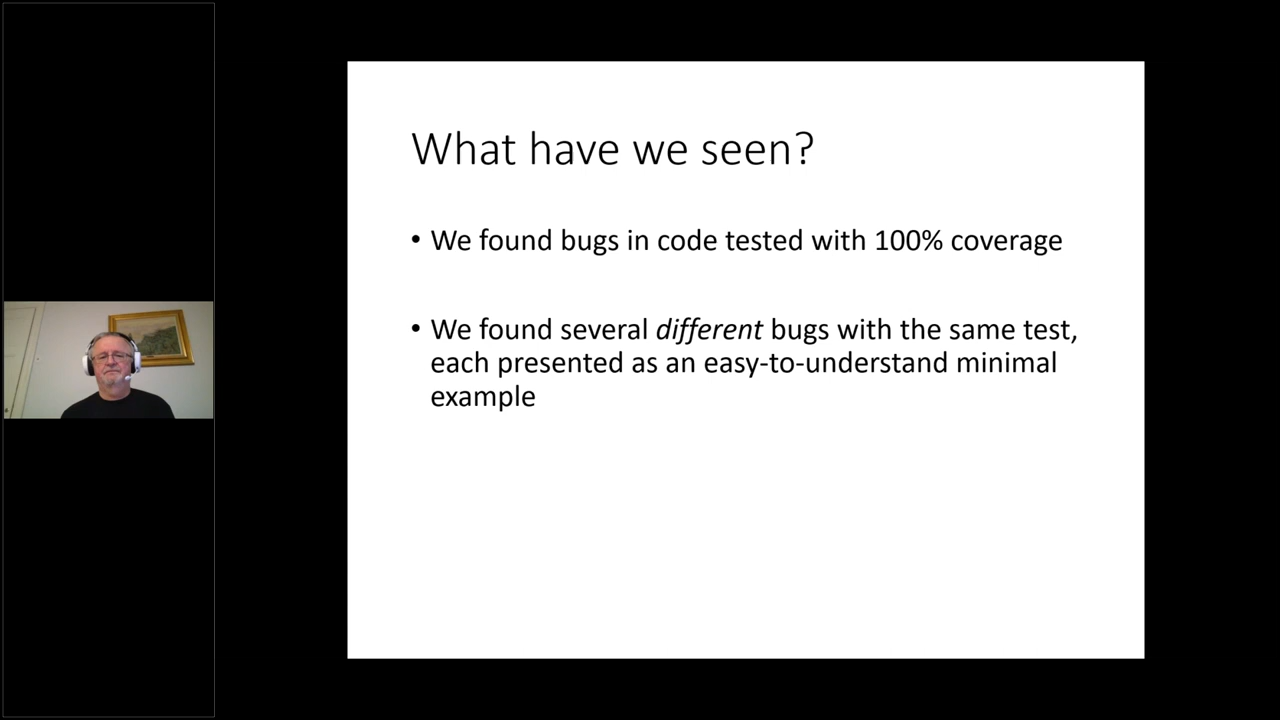 What have we seen?
• We found bugs in code tested with 100% coverage
• We found several different bugs with the same test,
each presented as an easy-to-understand minimal
example